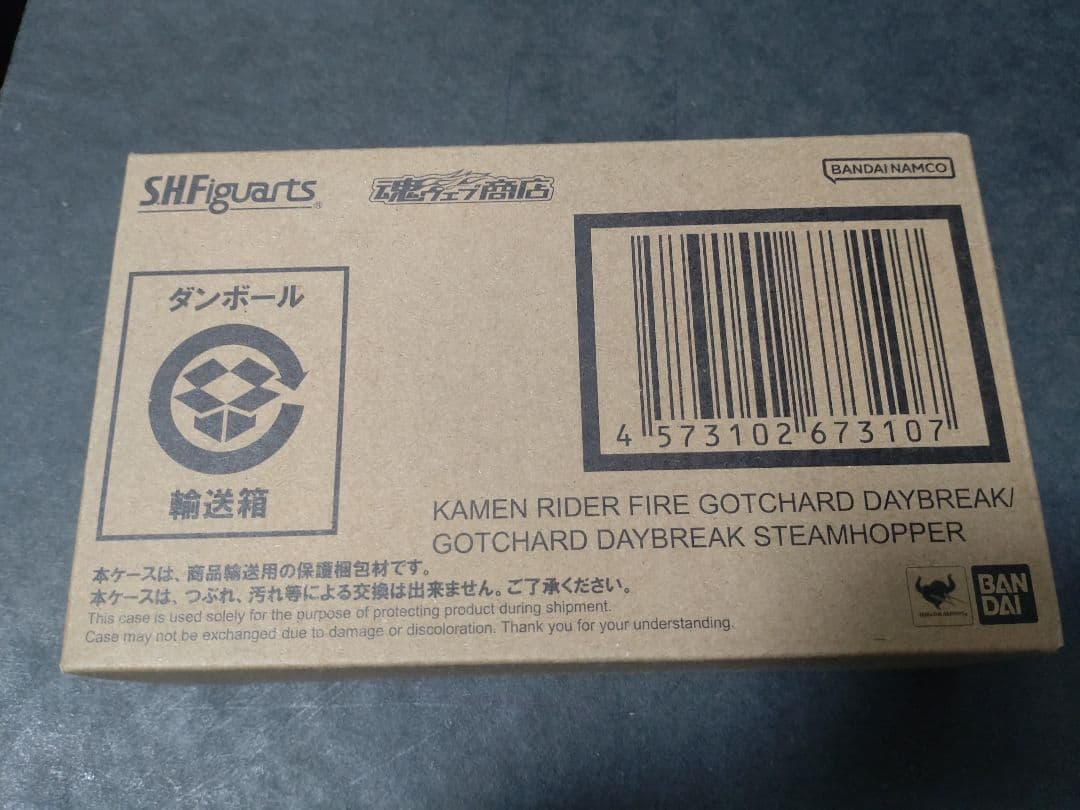 S.H.Figuarts®
魂ウェブ商店
BANDAI NAMCO
ダンボール
輸送箱
4 573102 673107
KAMEN RIDER FIRE GOTCHARD DAYBREAK/
GOTCHARD DAYBREAK STEAMHOPPER
本ケースは、商品輸送用の保護梱包材です。
本ケースは、つぶれ、汚れ等による交換は出来ません。ご了承ください。
This case is used solely for the purpose of protecting product during shipment.
Case may not be exchanged due to damage or discoloration. Thank you for your understanding.
BAN
DAI